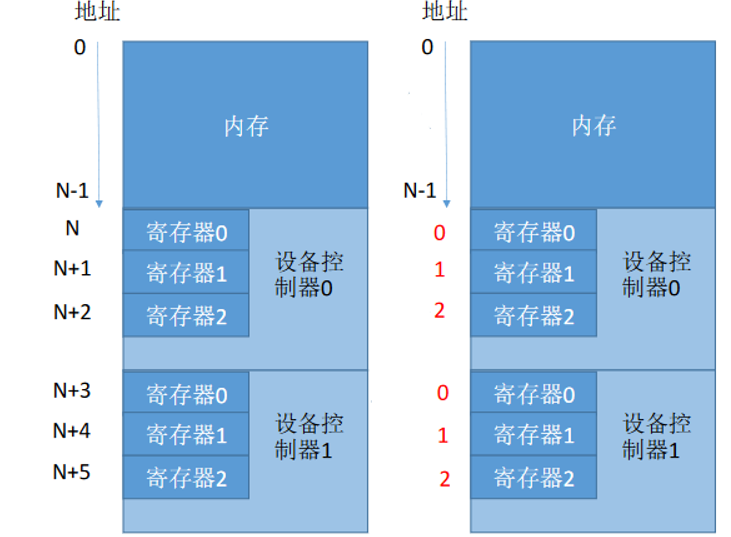 地址
0
内存
N-1
N
寄存器0
N+1
寄存器1
N+2
寄存器2
设备控
制器0
N+3
寄存器0
N+4
寄存器1
N+5
寄存器2
设备控
制器1
地址
0
内存
N-1
0
寄存器0
1
寄存器1
2
寄存器2
设备控
制器0
0
寄存器0
1
寄存器1
2
寄存器2
设备控
制器1